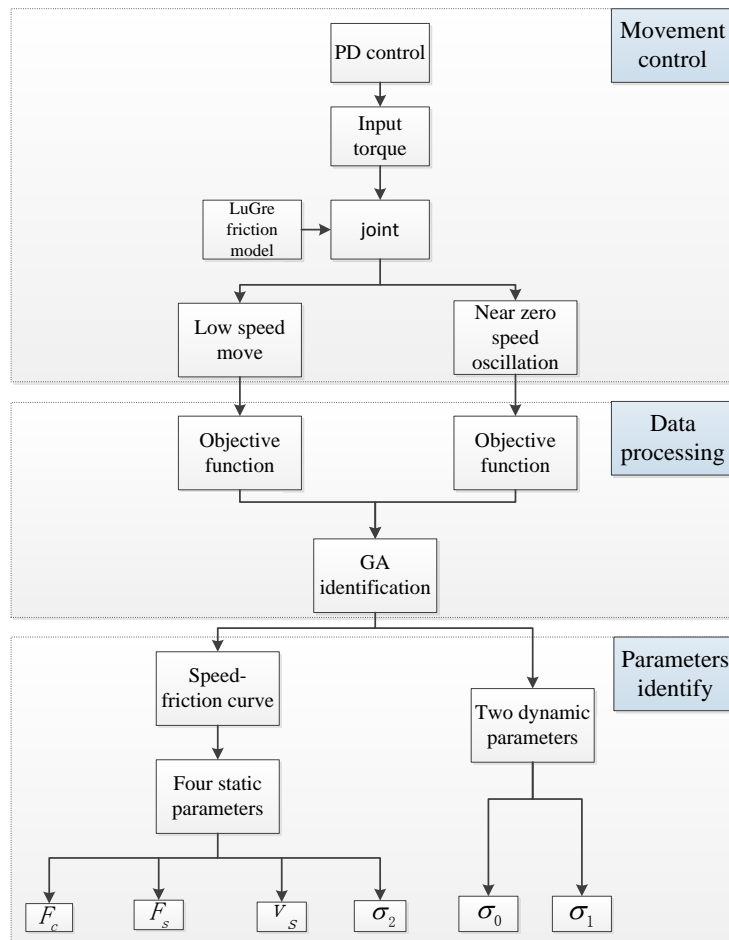 Movement
control
PD control
Input
torque
LuGre
friction
model
joint
Low speed
move
Near zero
speed
oscillation
Data
processing
Objective
function
Objective
function
GA
identification
Parameters
identify
Speed-
friction curve
Two dynamic
parameters
Four static
parameters
F_c
F_s
V_S
σ_2
σ_0
σ_1